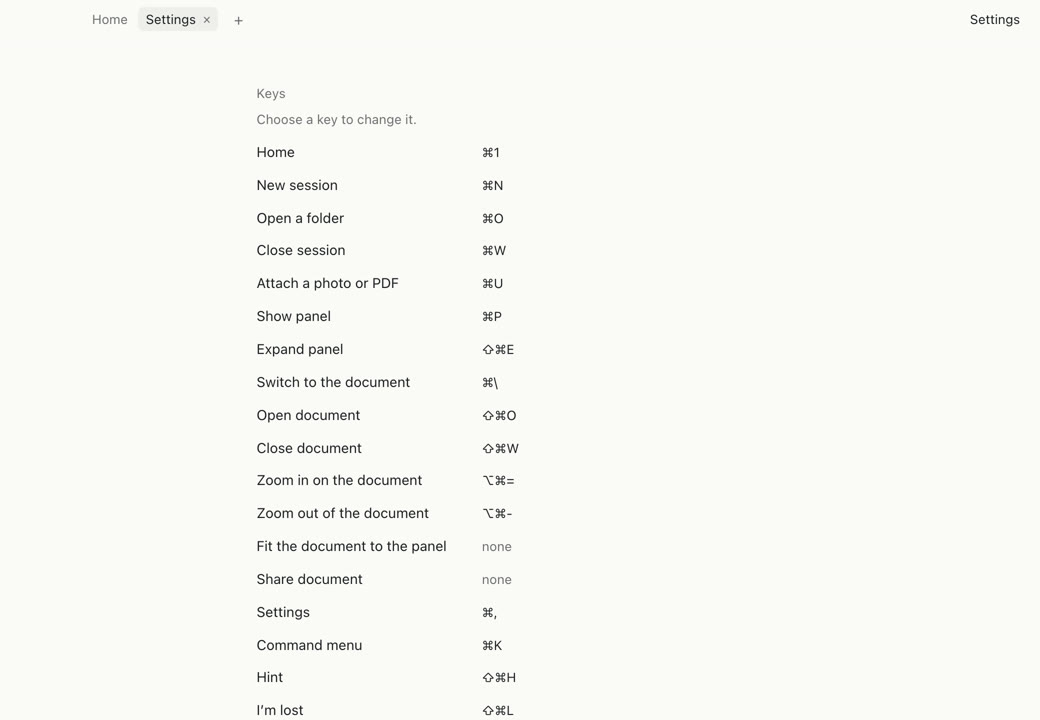 Home Settings × + Settings
Keys
Choose a key to change it.
Home ⌘1
New session ⌘N
Open a folder ⌘O
Close session ⌘W
Attach a photo or PDF ⌘U
Show panel ⌘P
Expand panel ⇧⌘E
Switch to the document ⌘\
Open document ⇧⌘O
Close document ⇧⌘W
Zoom in on the document ⌥⌘=
Zoom out of the document ⌥⌘-
Fit the document to the panel none
Share document none
Settings ⌘,
Command menu ⌘K
Hint ⇧⌘H
I’m lost ⇧⌘L